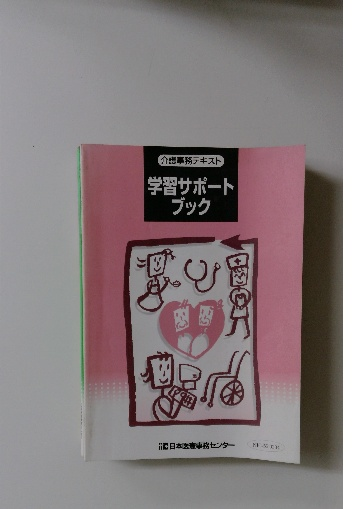 介護事務テキスト
学習サポート
ブック
日本医療事務センター